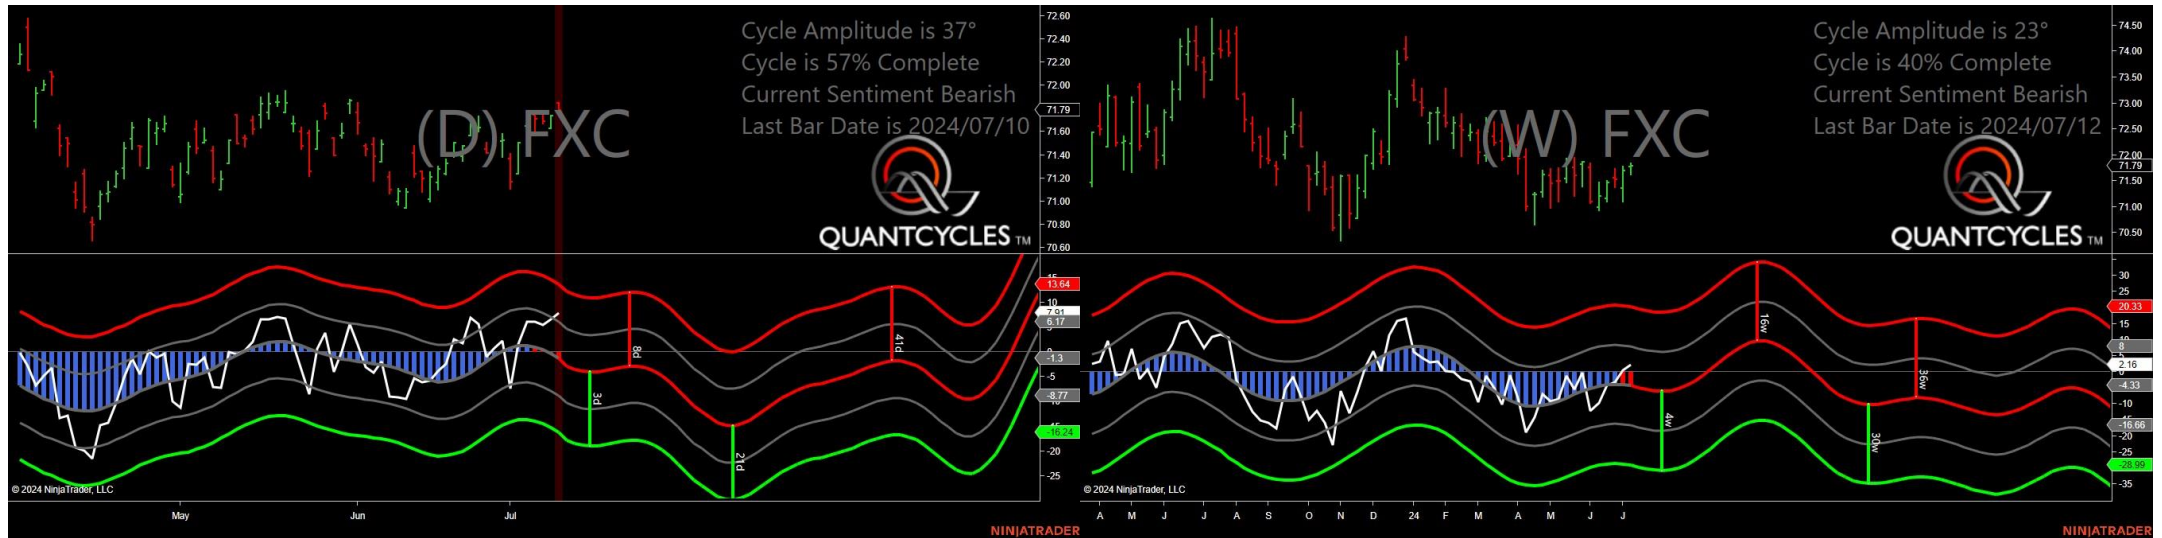 Cycle Amplitude is 37°
Cycle is 57% Complete
Current Sentiment Bearish
Last Bar Date is 2024/07/10
(D) FXC
QUANTCYCLES TM
72.60
72.40
72.20
72.00
71.79
71.60
71.40
71.20
71.00
70.80
70.60
13.64
10
7.91
6.17
0
-1.3
-5
-8.77
-16.24
-20
-25
8d
3d
21d
41d
© 2024 NinjaTrader, LLC
May
Jun
Jul
NINJATRADER
Cycle Amplitude is 23°
Cycle is 40% Complete
Current Sentiment Bearish
Last Bar Date is 2024/07/12
(W) FXC
QUANTCYCLES TM
74.50
74.00
73.50
73.00
72.50
72.00
71.79
71.50
71.00
70.50
30
25
20.33
15
8
2.16
-4.33
-10
-16.66
-20
-25
-28.99
-35
16w
4w
30w
36w
© 2024 NinjaTrader, LLC
A M J J A S O N D 24 F M A M J J
NINJATRADER